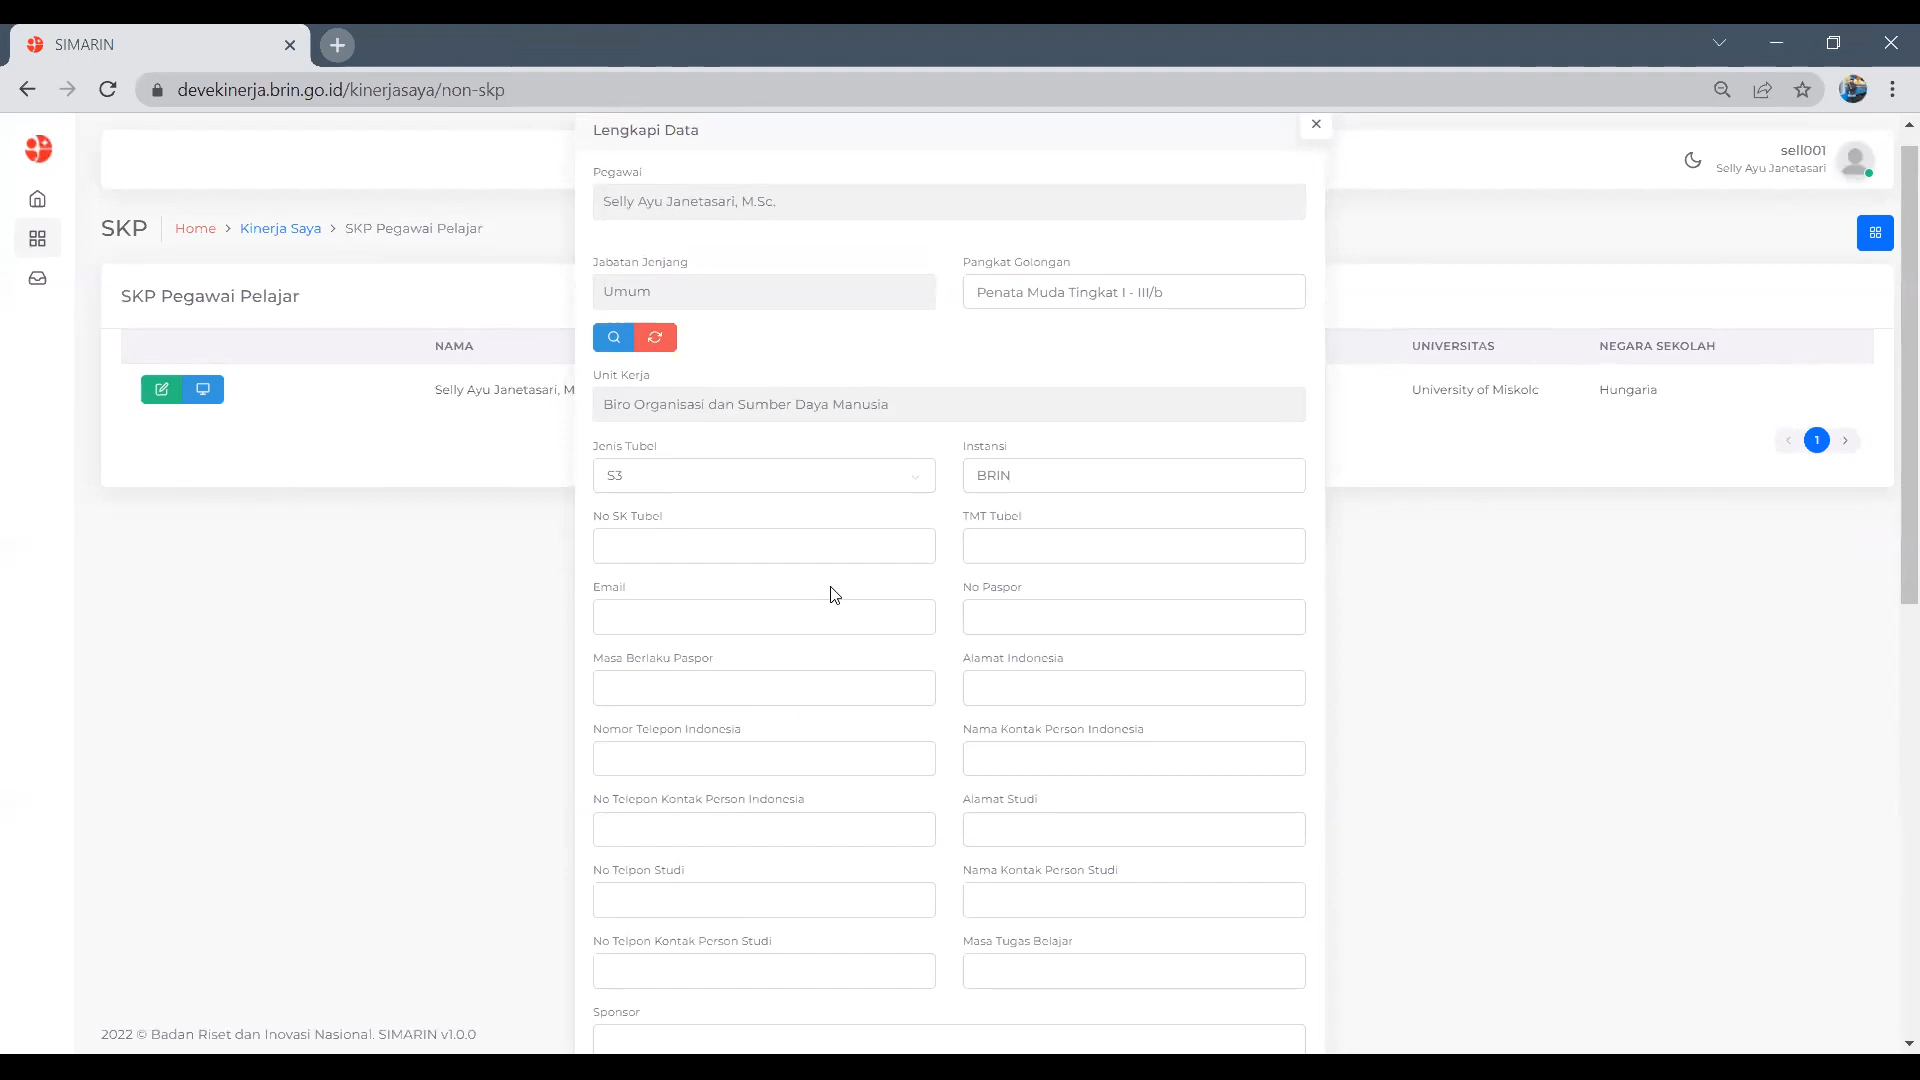 SIMARIN
devekinerja.brin.go.id/kinerjasaya/non-skp
Lengkapi Data
sell001
Selly Ayu Janetasari
SKP
Home > Kinerja Saya > SKP Pegawai Pelajar
SKP Pegawai Pelajar
NAMA
UNIVERSITAS
NEGARA SEKOLAH
Selly Ayu Janetasari, M
University of Miskolc
Hungaria
1
Pegawai
Selly Ayu Janetasari, M.Sc.
Jabatan Jenjang
Pangkat Golongan
Umum
Penata Muda Tingkat I - III/b
Unit Kerja
Biro Organisasi dan Sumber Daya Manusia
Jenis Tubel
Instansi
S3
BRIN
No SK Tubel
TMT Tubel
Email
No Paspor
Masa Berlaku Paspor
Alamat Indonesia
Nomor Telepon Indonesia
Nama Kontak Person Indonesia
No Telepon Kontak Person Indonesia
Alamat Studi
No Telpon Studi
Nama Kontak Person Studi
No Telpon Kontak Person Studi
Masa Tugas Belajar
Sponsor
2022 © Badan Riset dan Inovasi Nasional. SIMARIN v1.0.0